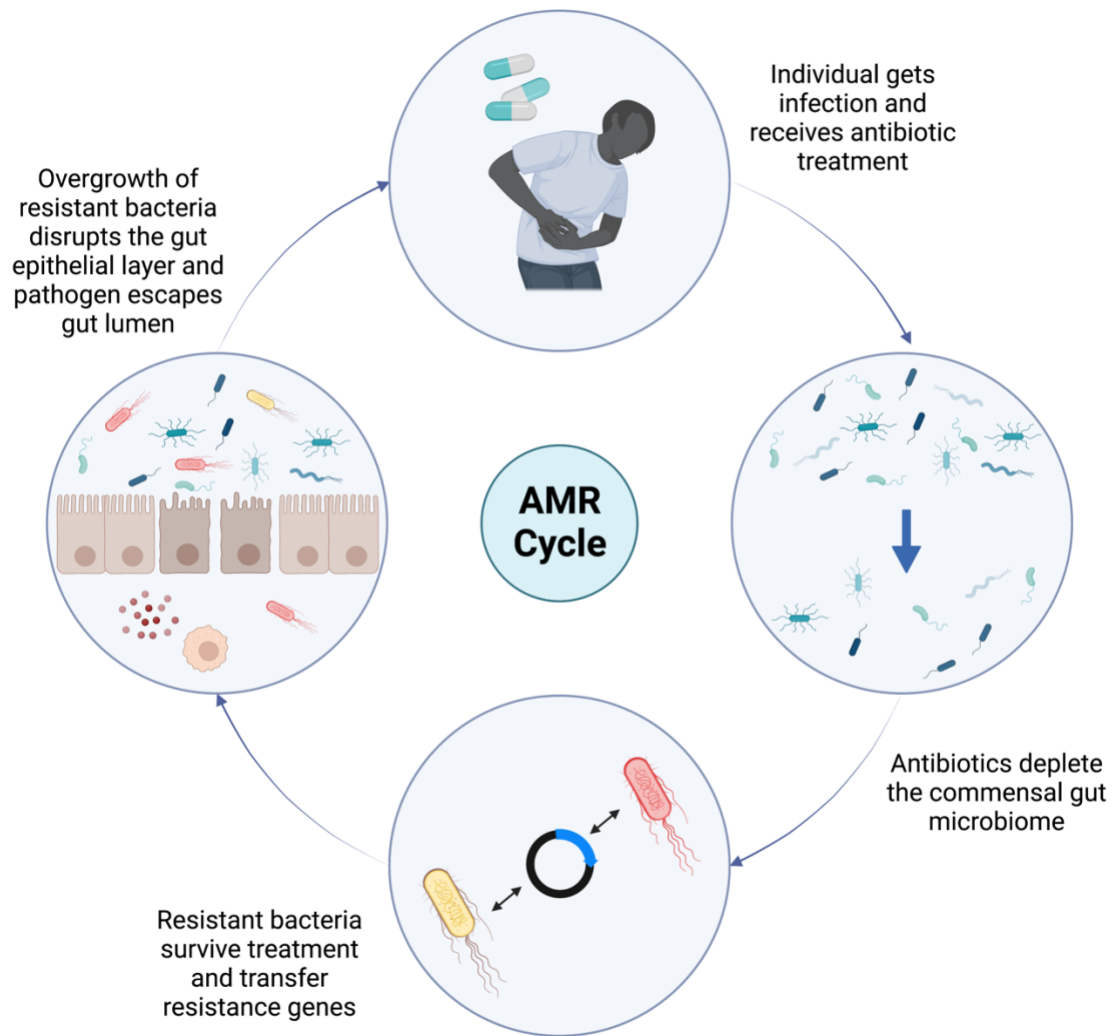 Individual gets
infection and
receives antibiotic
treatment
Overgrowth of
resistant bacteria
disrupts the gut
epithelial layer and
pathogen escapes
gut lumen
AMR
Cycle
Antibiotics deplete
the commensal gut
microbiome
Resistant bacteria
survive treatment
and transfer
resistance genes